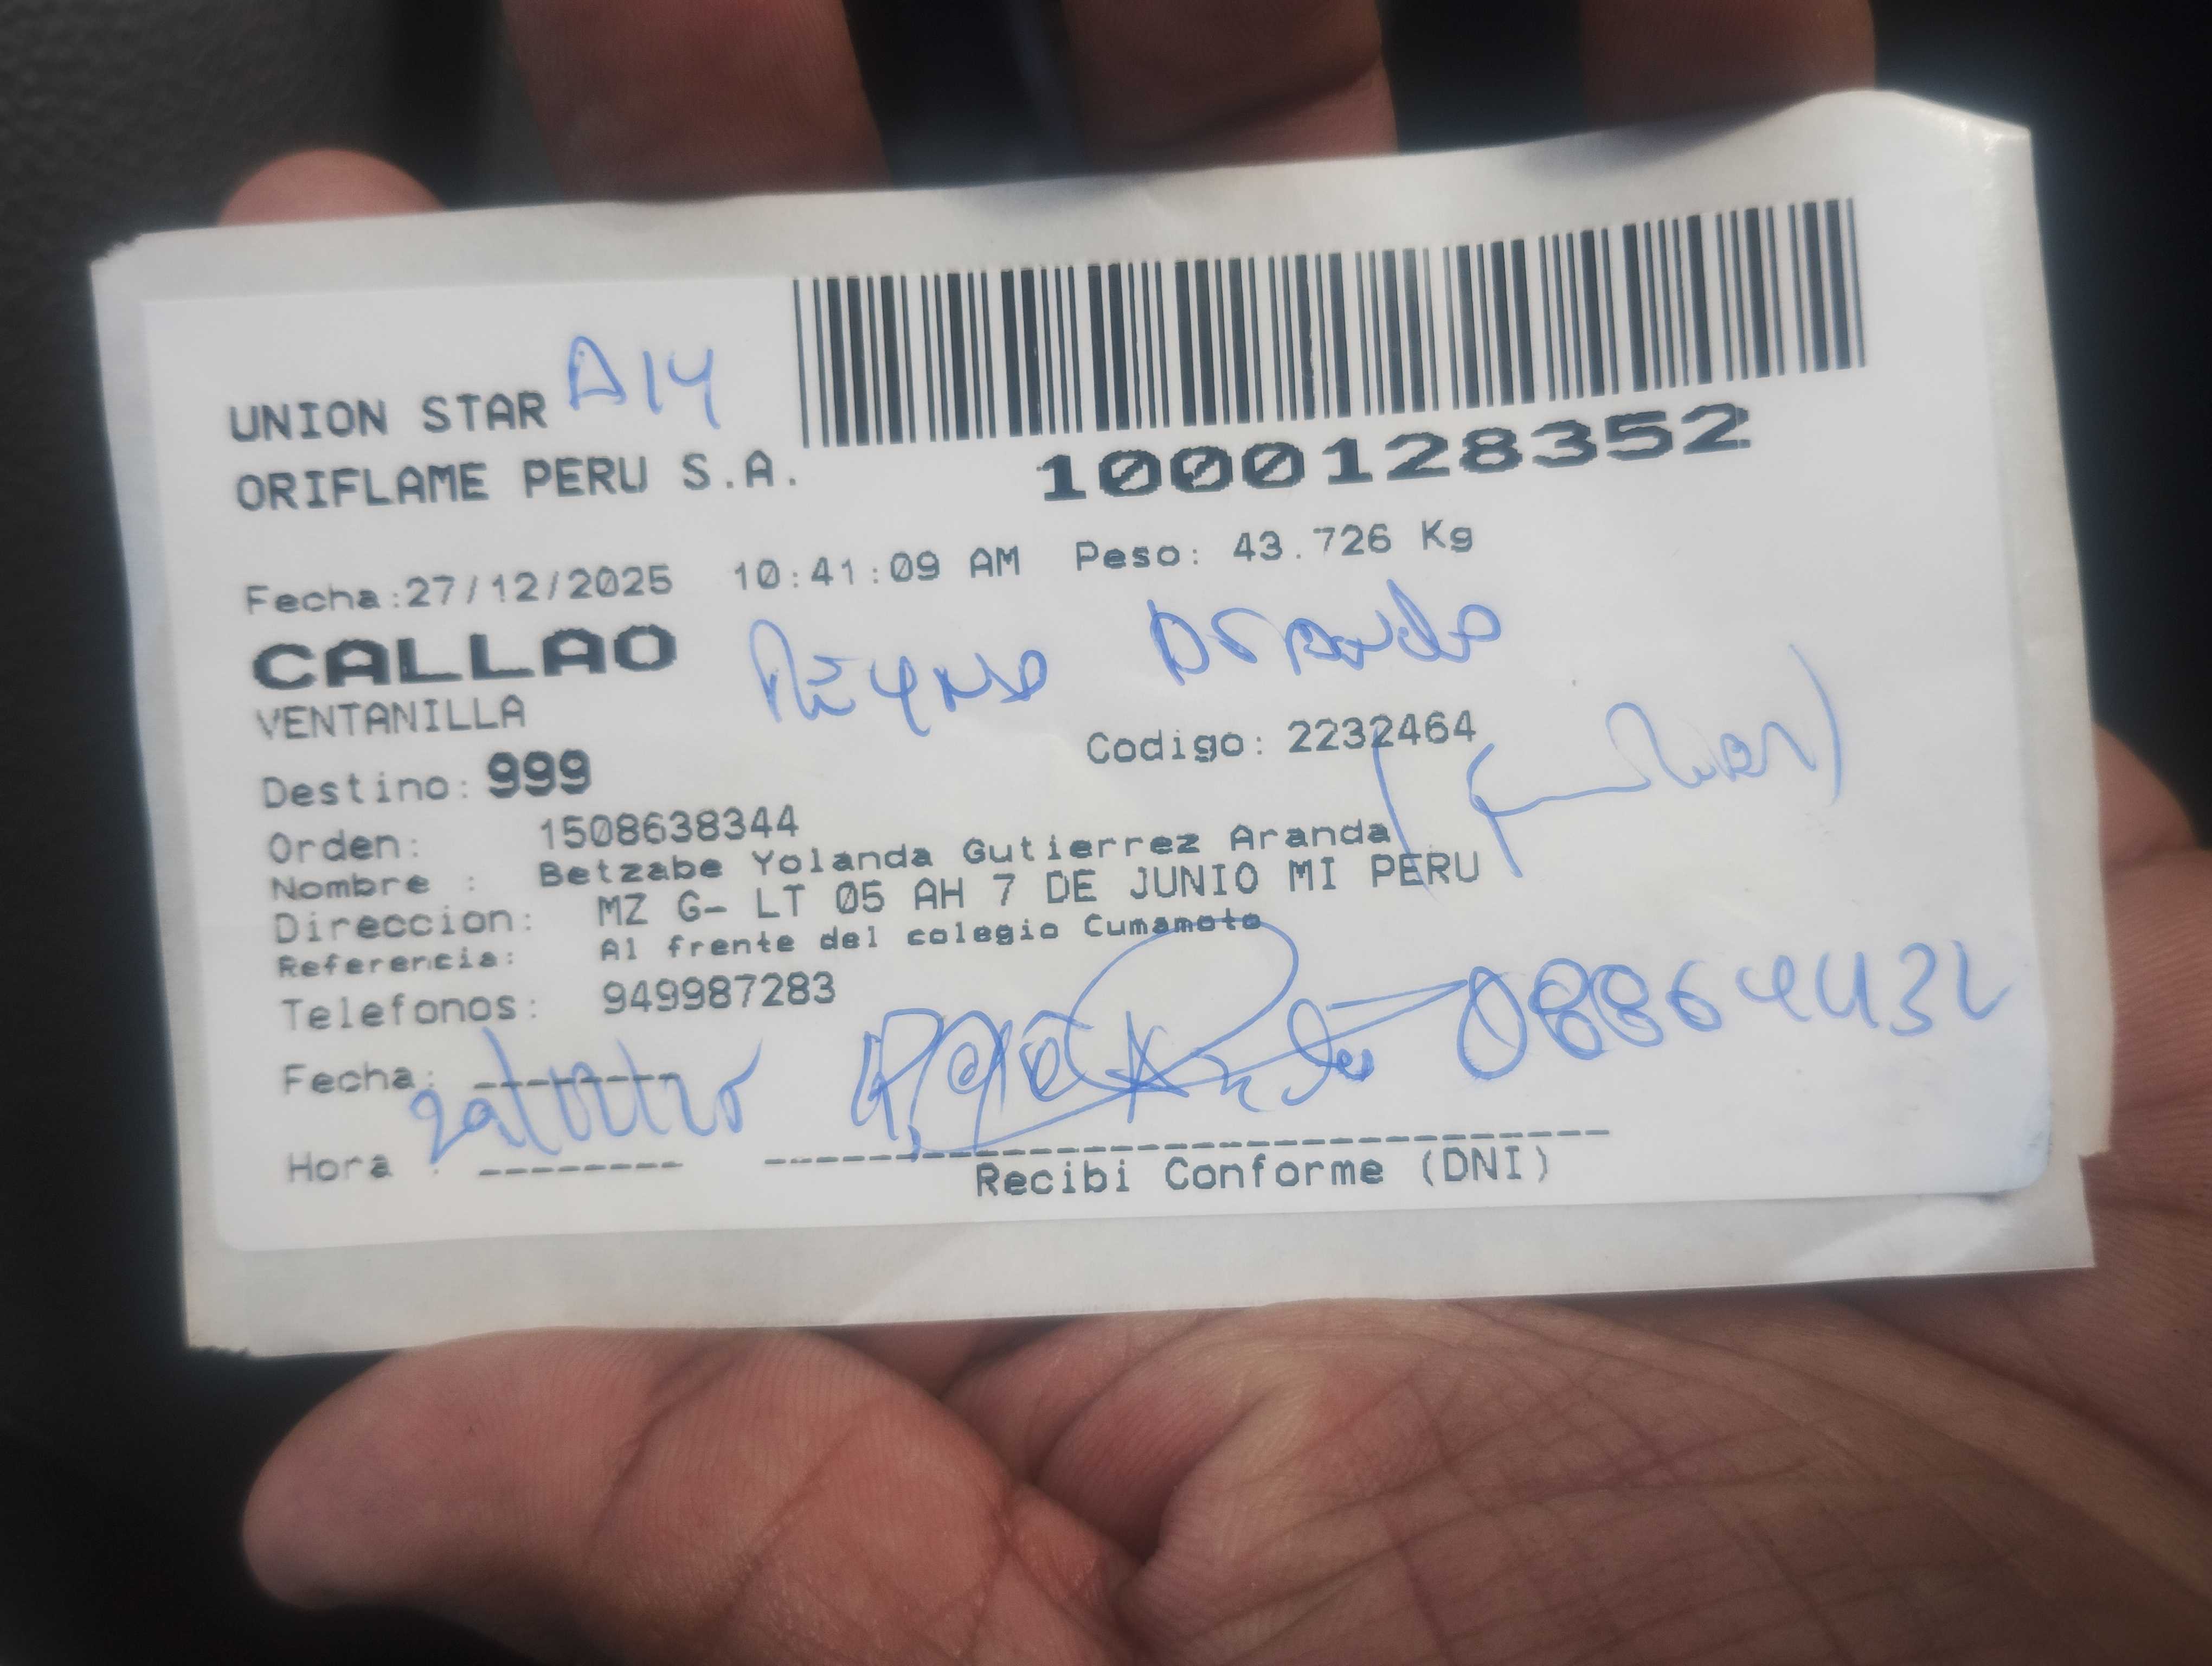 UNION STAR A14
ORIFLAME PERU S.A.
1000128352
Fecha:27/12/2025 10:41:09 AM Peso: 43.726 Kg
CALLAO
VENTANILLA
Codigo: 2232464
Destino: 999
Orden: 1508638344
Nombre : Betzabe Yolanda Gutierrez Aranda
Direccion: MZ G- LT 05 AH 7 DE JUNIO MI PERU
Referencia: Al frente del colegio Cumamoto
Telefonos: 949987283
Fecha:
Hora :
Recibi Conforme (DNI)